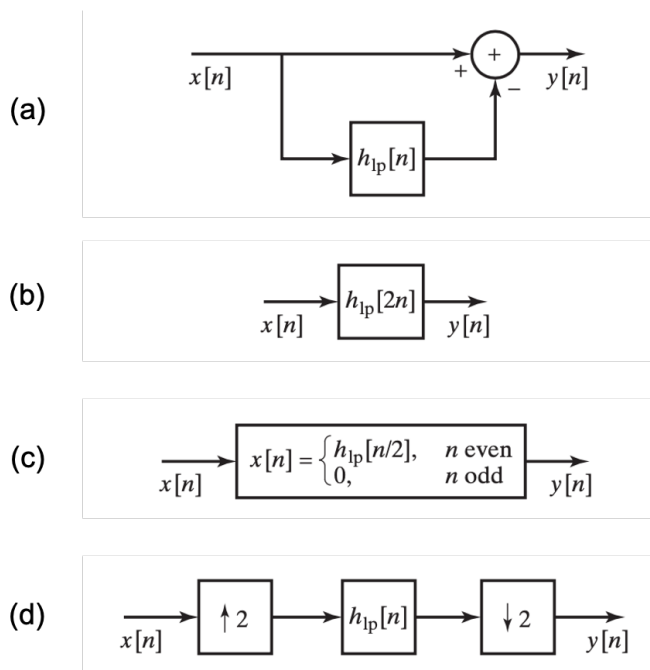 (a)
x[n]
+
+
−
y[n]
h_lp[n]
(b)
x[n]
h_lp[2n]
y[n]
(c)
x[n]
x[n] = { h_lp[n/2], n even
0, n odd
y[n]
(d)
x[n]
↑2
h_lp[n]
↓2
y[n]